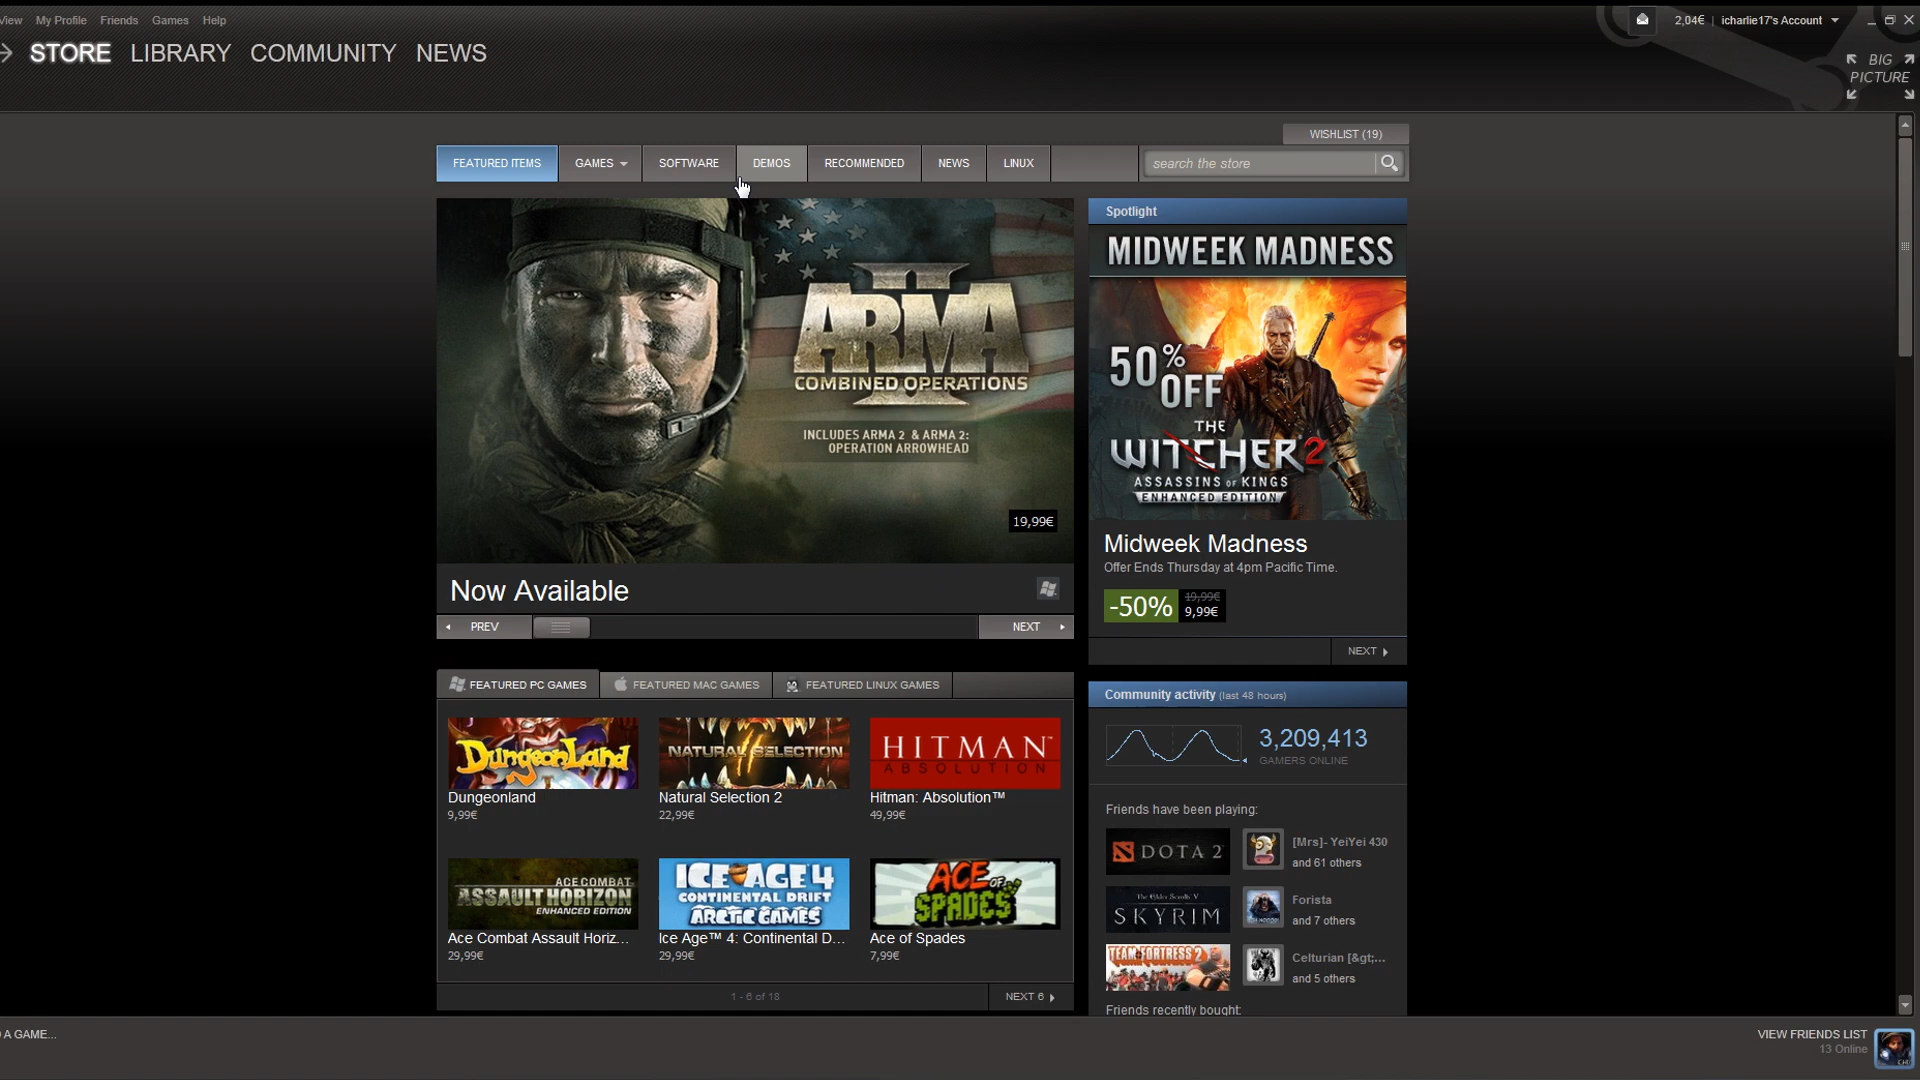 View My Profile Friends Games Help
2,04€ | icharlie17's Account
STORE LIBRARY COMMUNITY NEWS
BIG
PICTURE
WISHLIST (19)
FEATURED ITEMS GAMES SOFTWARE DEMOS RECOMMENDED NEWS LINUX
search the store
II
ARMA
COMBINED OPERATIONS
INCLUDES ARMA 2 & ARMA 2:
OPERATION ARROWHEAD
19,99€
Now Available
PREV NEXT
Spotlight
MIDWEEK MADNESS
50%
OFF
THE
WITCHER 2
ASSASSINS OF KINGS
ENHANCED EDITION
Midweek Madness
Offer Ends Thursday at 4pm Pacific Time.
-50% 19,99€
9,99€
NEXT
FEATURED PC GAMES FEATURED MAC GAMES FEATURED LINUX GAMES
DUNGEONLAND
NATURAL SELECTION
HITMAN™
ABSOLUTION
Dungeonland
9,99€
Natural Selection 2
22,99€
Hitman: Absolution™
49,99€
ACE COMBAT
ASSAULT HORIZON
ENHANCED EDITION
ICE AGE 4
CONTINENTAL DRIFT
ARCTIC GAMES
ACE OF
SPADES
Ace Combat Assault Horiz...
29,99€
Ice Age™ 4: Continental D...
29,99€
Ace of Spades
7,99€
1 - 6 of 18
NEXT 6
Community activity (last 48 hours)
3,209,413
GAMERS ONLINE
Friends have been playing:
DOTA 2
[Mrs]- YeiYei 430
and 61 others
The Elder Scrolls V
SKYRIM
Forista
and 7 others
TEAM FORTRESS 2
Celturian [&gt;...
and 5 others
Friends recently bought:
A GAME...
VIEW FRIENDS LIST
13 Online